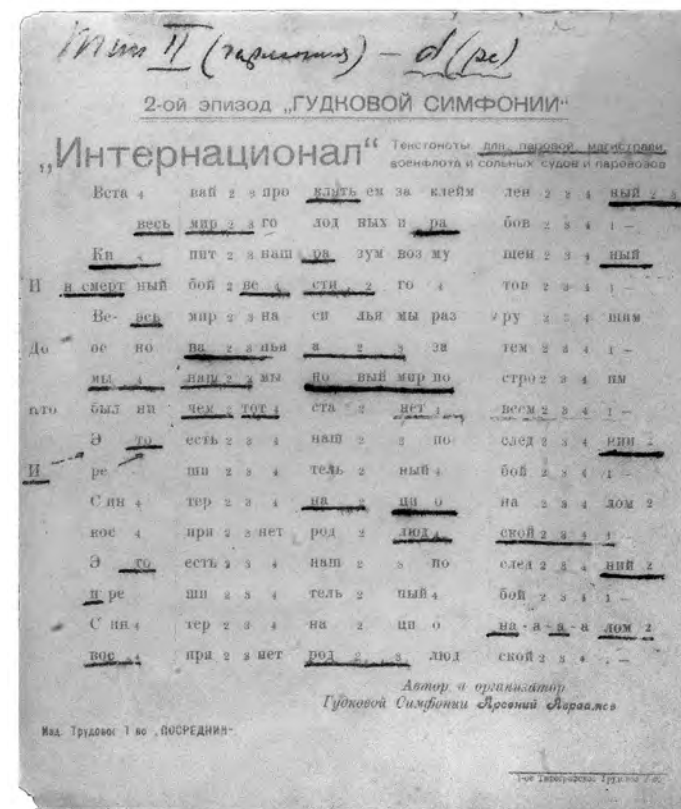 II (гармония) – d (ре)
2-ой эпизод „ГУДКОВОЙ СИМФОНИИ“
„Интернационал“ Текстоноты для паровой магистрали,
военфлота и сольных судов и паровозов
Вста 4 вай 2 3 про клять ем за клейм лен 2 3 4 ный 2 3
весь мир 2 3 го лод ных и ра бов 2 3 4 1 –
Ки 4 пит 2 3 наш ра зум воз му щен 2 3 4 ный
И в смерт ный бой 2 ве 4 сти 2 го 4 тов 2 3 4 1 –
Ве- весь мир 2 3 на си лья мы раз ру 2 3 4 шим
До ос но ва 2 3 нья а 2 3 за тем 2 3 4 1 –
мы 4 наш 2 3 мы но вый мир по стро 2 3 4 им
кто был ни чем 2 тот 4 ста 2 нет 4 всем 2 3 4 1 –
Э то есть 2 3 4 наш 2 3 по след 2 3 4 ний 2
И ре ши 2 3 4 тель 2 ный 4 бой 2 3 4 1 –
С ин 4 тер 2 3 4 на 2 ци о на 2 3 4 лом 2
вос 4 пря 2 3 нет род 2 люд 4 ской 2 3 4 1
Э то есть 2 3 4 наш 2 3 по след 2 3 4 ний 2
и ре ши 2 3 4 тель 2 ный 4 бой 2 3 4 1 –
С ин 4 тер 2 3 4 на 2 ци о на - а - а - а лом 2
вос 4 пря 2 3 нет род 2 3 люд ской 2 3 4 1 –
Автор и организатор
Гудковой Симфонии Арсений Авраамов
Изд. Трудовое Т-во „ПОСРЕДНИК“